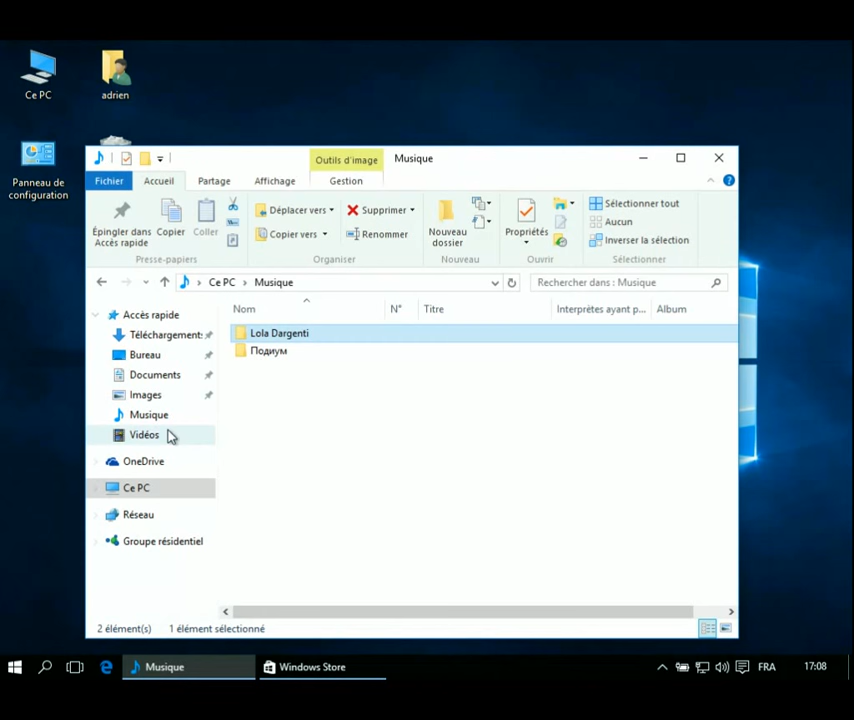 Ce PC
adrien
Panneau de
configuration
Outils d'image
Musique
Fichier
Accueil
Partage
Affichage
Gestion
Épingler dans
Accès rapide
Copier
Coller
Déplacer vers
Copier vers
Supprimer
Renommer
Nouveau
dossier
Propriétés
Sélectionner tout
Aucun
Inverser la sélection
Presse-papiers
Organiser
Nouveau
Ouvrir
Sélectionner
Ce PC
Musique
Rechercher dans : Musique
Nom
N°
Titre
Interprètes ayant p...
Album
Accès rapide
Téléchargement:
Bureau
Documents
Images
Musique
Vidéos
OneDrive
Ce PC
Réseau
Groupe résidentiel
Lola Dargenti
Подиум
2 élément(s)
1 élément sélectionné
Musique
Windows Store
FRA
17:08